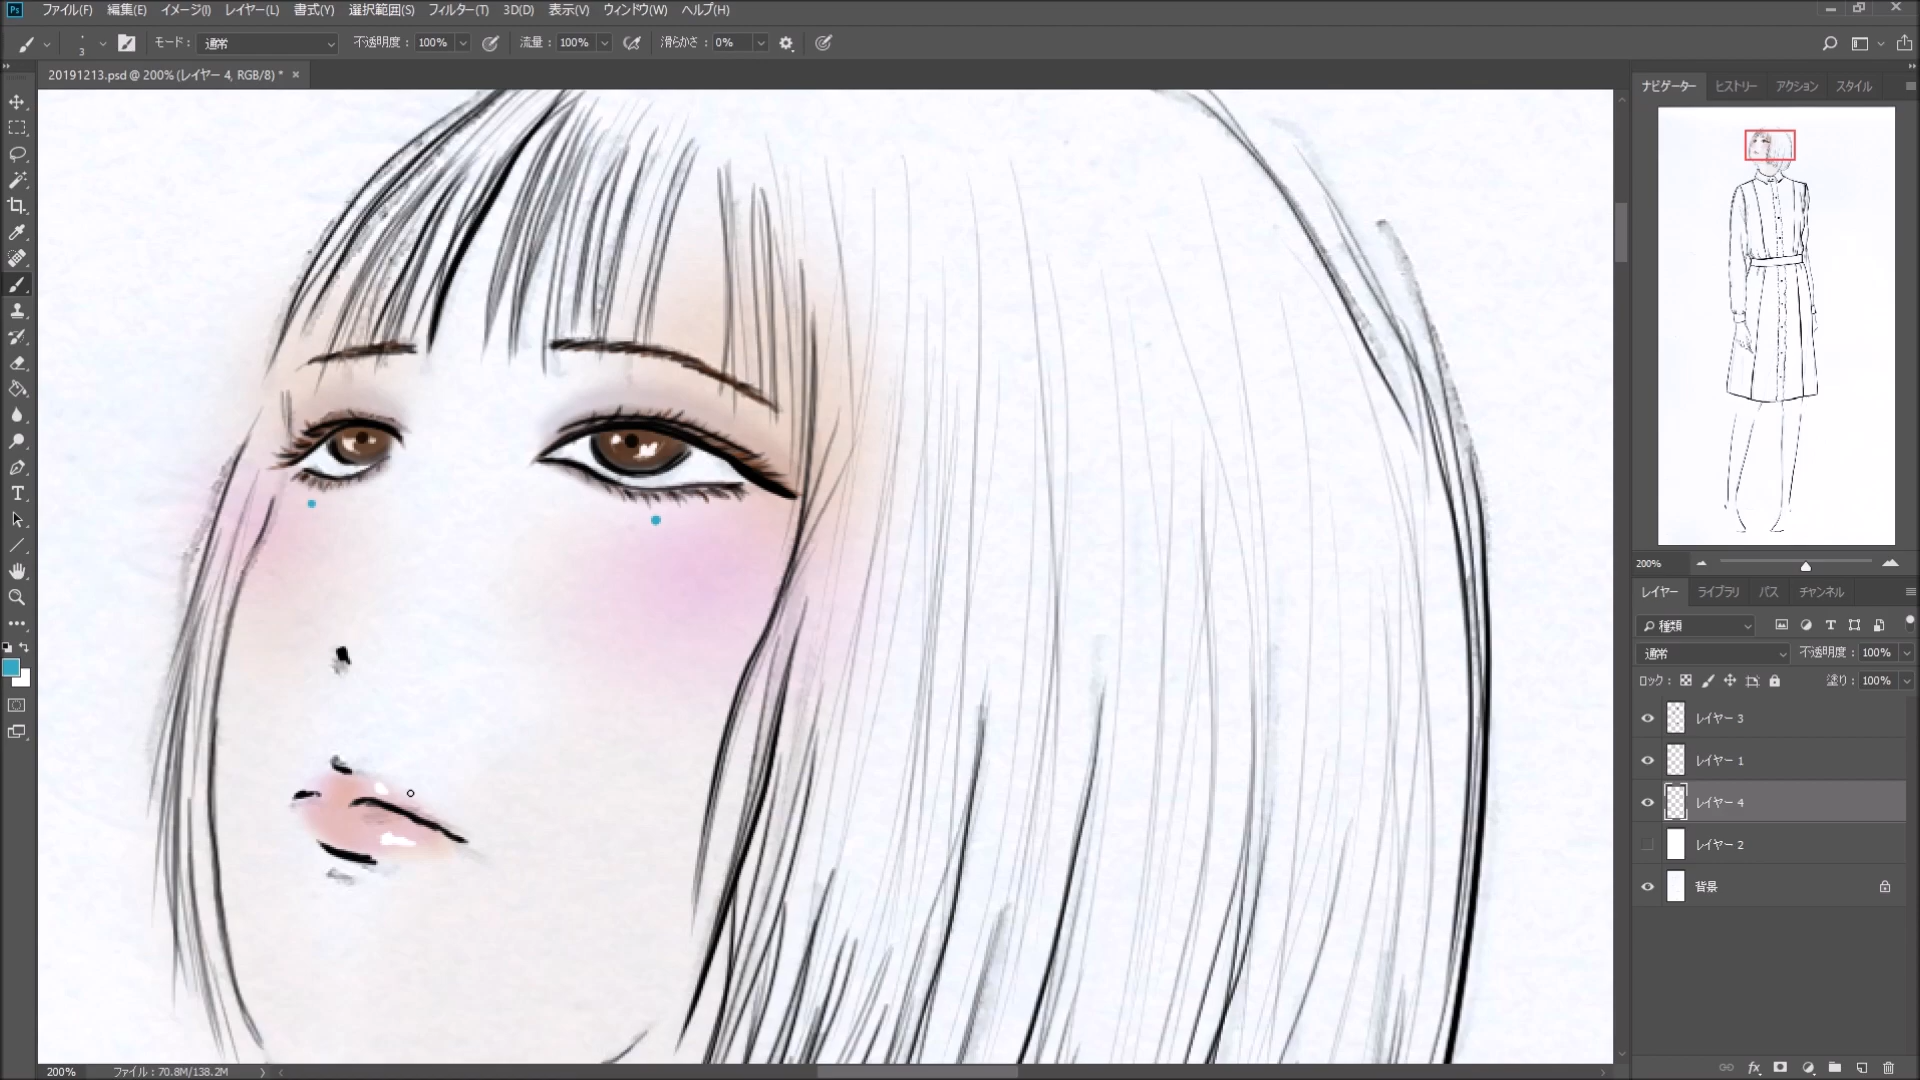 Ps ファイル(F) 編集(E) イメージ(I) レイヤー(L) 書式(Y) 選択範囲(S) フィルター(T) 3D(D) 表示(V) ウィンドウ(W) ヘルプ(H)
3 モード： 通常 不透明度： 100% 流量： 100% 滑らかさ： 0%
20191213.psd @ 200% (レイヤー 4, RGB/8) * ×
ナビゲーター ヒストリー アクション スタイル
200%
レイヤー ライブラリ パス チャンネル
種類
通常 不透明度： 100%
ロック： 塗り： 100%
レイヤー 3
レイヤー 1
レイヤー 4
レイヤー 2
背景
200% ファイル : 70.8M/138.2M